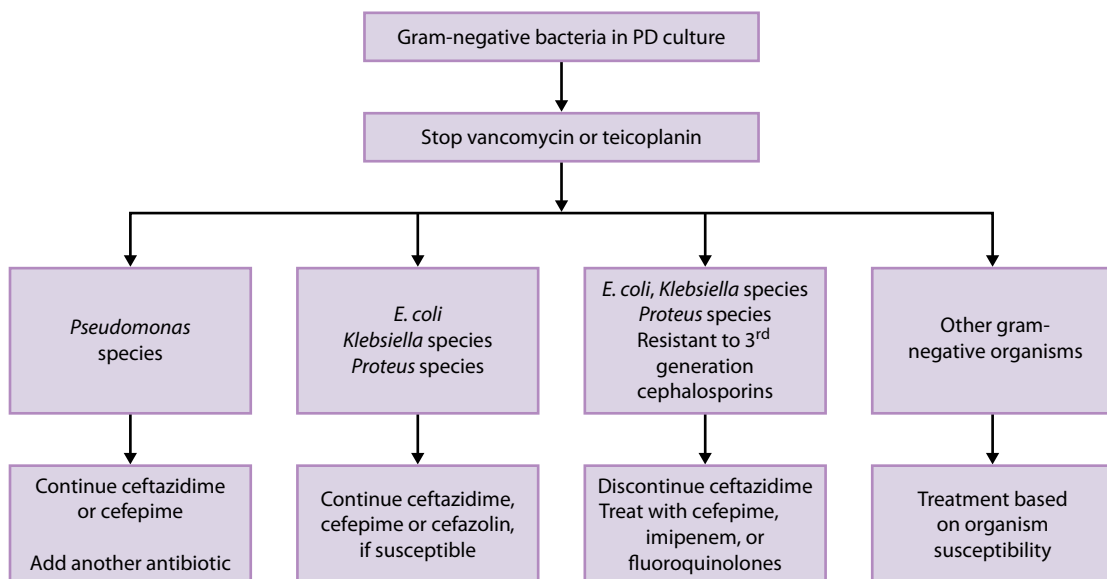 Gram-negative bacteria in PD culture
Stop vancomycin or teicoplanin
Pseudomonas
species
E. coli
Klebsiella species
Proteus species
E. coli, Klebsiella species
Proteus species
Resistant to 3rd
generation
cephalosporins
Other gram-
negative organisms
Continue ceftazidime
or cefepime
Add another antibiotic
Continue ceftazidime,
cefepime or cefazolin,
if susceptible
Discontinue ceftazidime
Treat with cefepime,
imipenem, or
fluoroquinolones
Treatment based
on organism
susceptibility